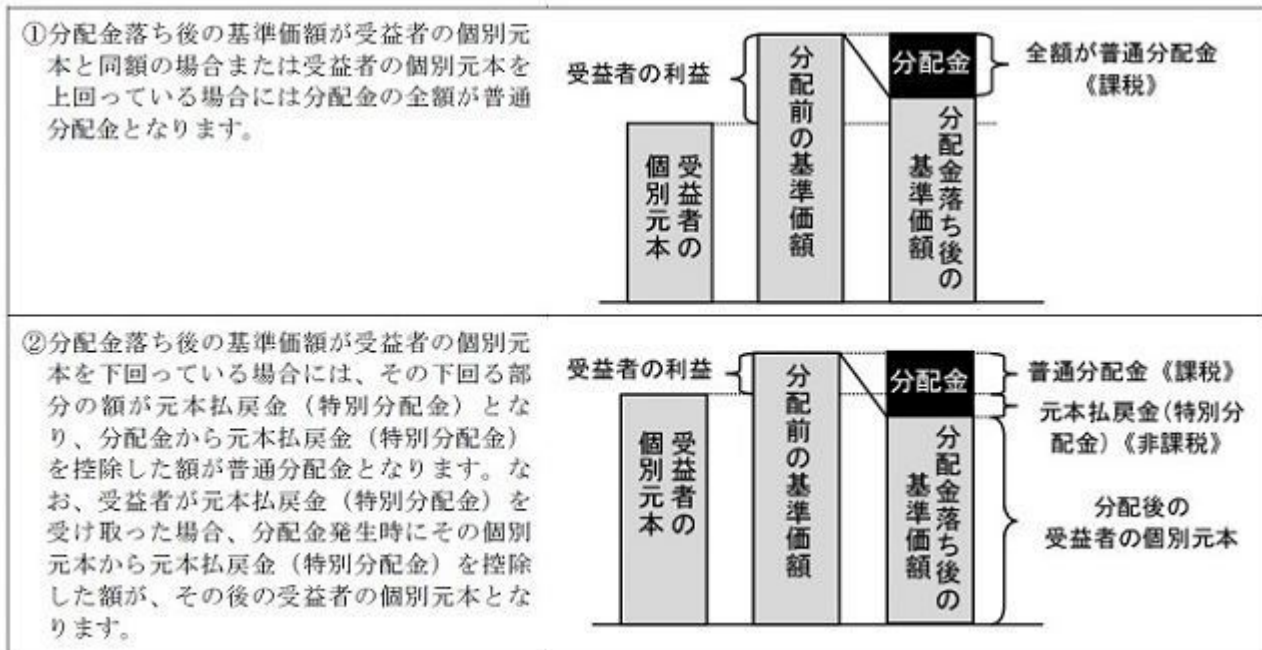 ①分配金落ち後の基準価額が受益者の個別元
本と同額の場合または受益者の個別元本を
上回っている場合には分配金の全額が普通
分配金となります。
受益者の利益
受益者の
個別元本
分配前の基準価額
分配金
分配金落ち後の
基準価額
全額が普通分配金
《課税》
②分配金落ち後の基準価額が受益者の個別元
本を下回っている場合には、その下回る部
分の額が元本払戻金（特別分配金）とな
り、分配金から元本払戻金（特別分配金）
を控除した額が普通分配金となります。な
お、受益者が元本払戻金（特別分配金）を
受け取った場合、分配金発生時にその個別
元本から元本払戻金（特別分配金）を控除
した額が、その後の受益者の個別元本とな
ります。
受益者の利益
受益者の
個別元本
分配前の基準価額
分配金
分配金落ち後の
基準価額
普通分配金《課税》
元本払戻金（特別分
配金）《非課税》
分配後の
受益者の個別元本